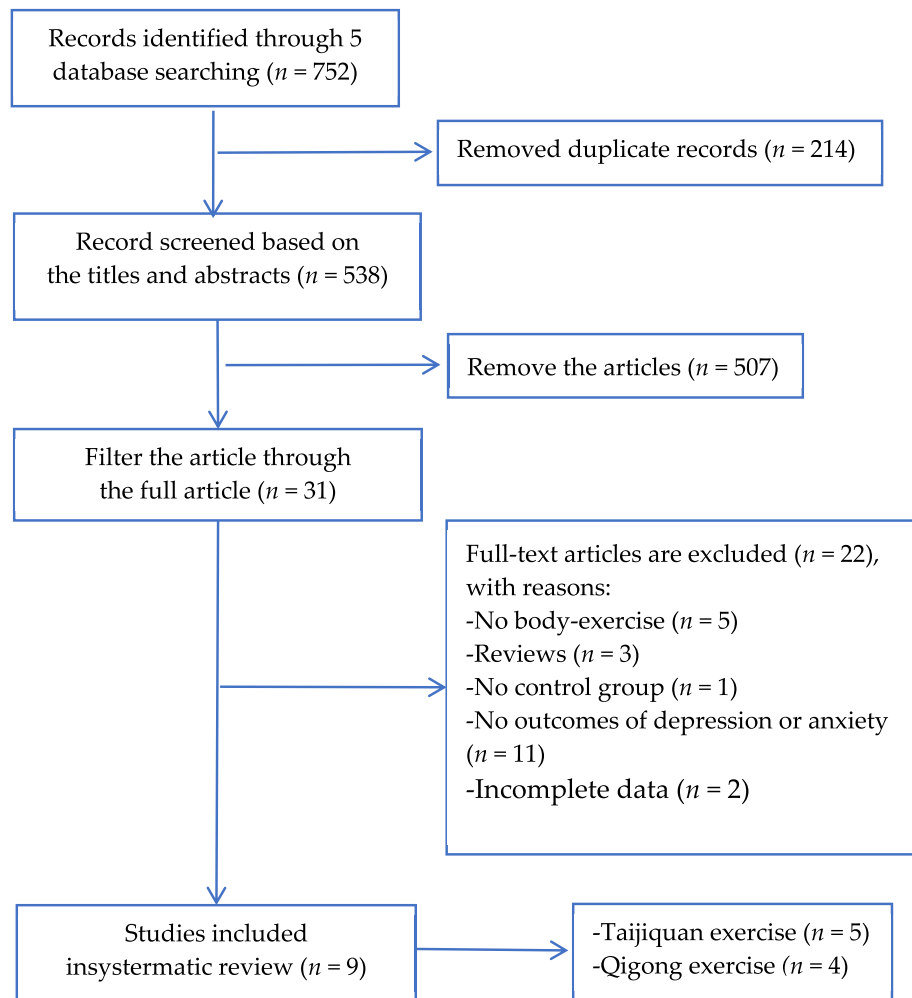 Records identified through 5
database searching (n = 752)
Removed duplicate records (n = 214)
Record screened based on
the titles and abstracts (n = 538)
Remove the articles (n = 507)
Filter the article through
the full article (n = 31)
Full-text articles are excluded (n = 22),
with reasons:
-No body-exercise (n = 5)
-Reviews (n = 3)
-No control group (n = 1)
-No outcomes of depression or anxiety
(n = 11)
-Incomplete data (n = 2)
Studies included
insystermatic review (n = 9)
-Taijiquan exercise (n = 5)
-Qigong exercise (n = 4)